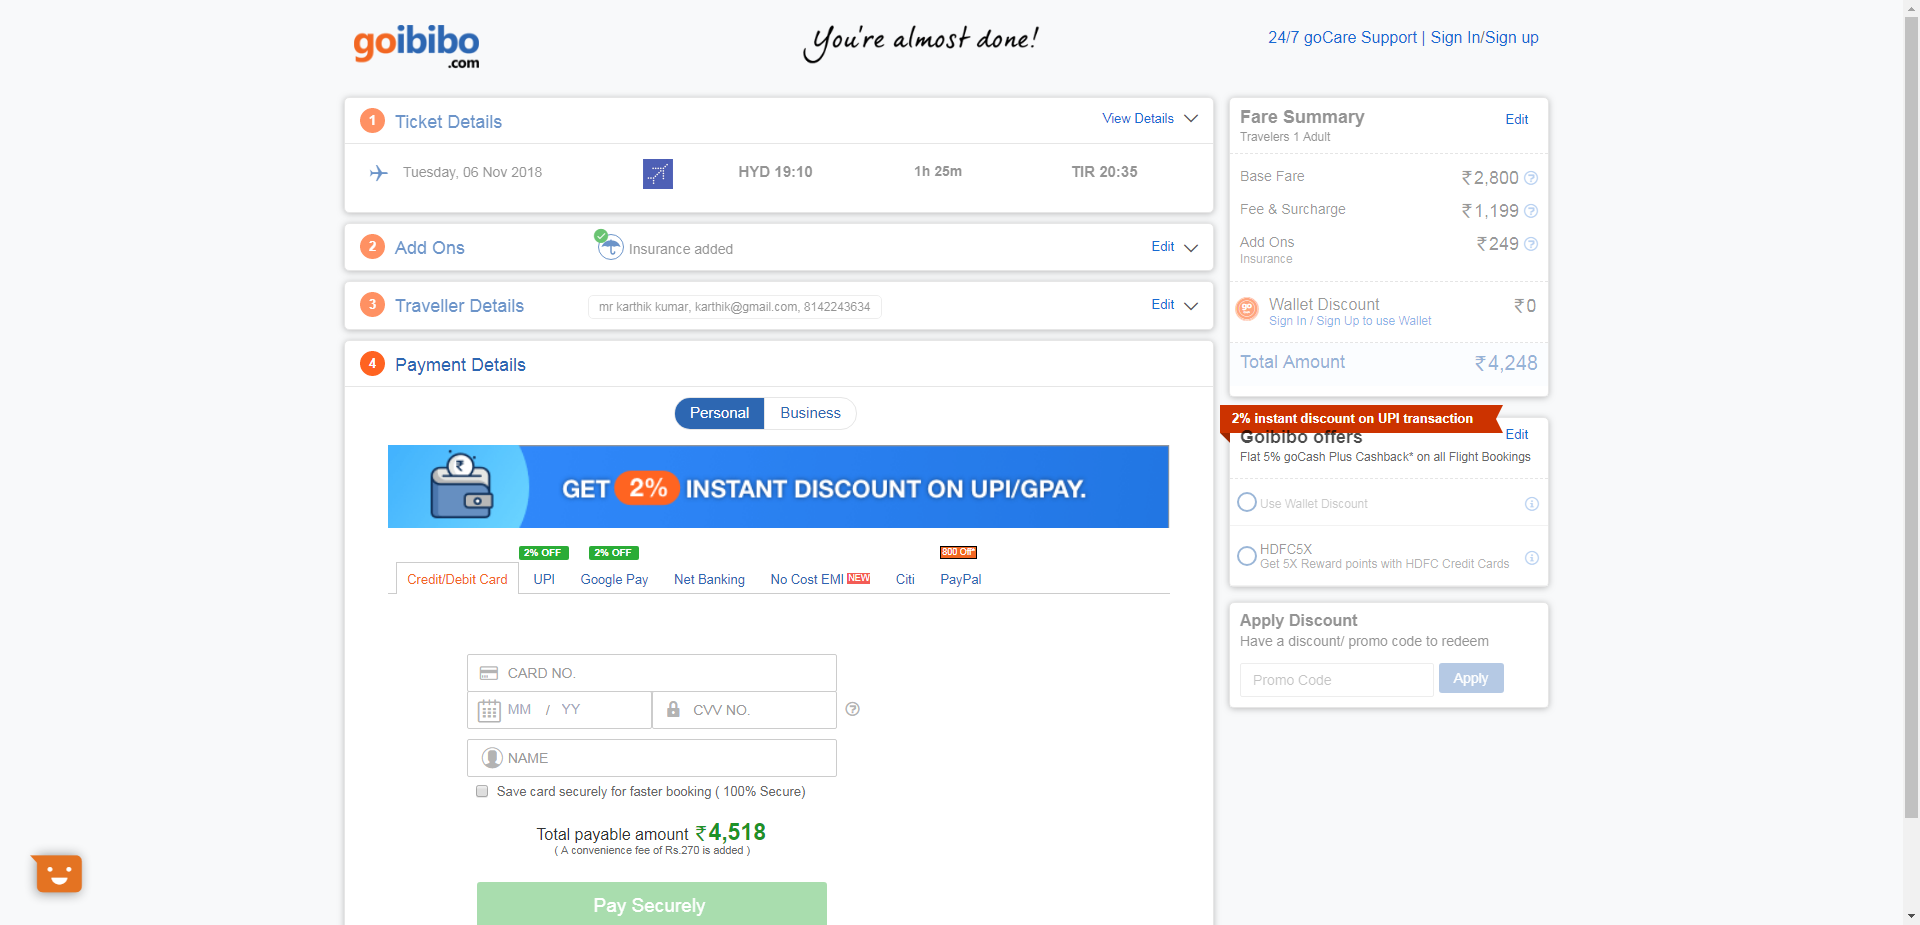 goibibo
.com
You're almost done!
24/7 goCare Support | Sign In/Sign up
1 Ticket Details
View Details
Tuesday, 06 Nov 2018
HYD 19:10
1h 25m
TIR 20:35
2 Add Ons
Insurance added
Edit
3 Traveller Details
mr karthik kumar, karthik@gmail.com, 8142243634
Edit
4 Payment Details
Personal
Business
GET 2% INSTANT DISCOUNT ON UPI/GPAY.
2% OFF
2% OFF
800 Off*
Credit/Debit Card
UPI
Google Pay
Net Banking
No Cost EMI NEW
Citi
PayPal
CARD NO.
MM / YY
CVV NO.
?
NAME
Save card securely for faster booking ( 100% Secure)
Total payable amount ₹4,518
( A convenience fee of Rs.270 is added )
Pay Securely
Fare Summary
Edit
Travelers 1 Adult
Base Fare
₹2,800 ?
Fee & Surcharge
₹1,199 ?
Add Ons
₹249 ?
Insurance
go
Wallet Discount
₹0
Sign In / Sign Up to use Wallet
Total Amount
₹4,248
2% instant discount on UPI transaction
Goibibo offers
Edit
Flat 5% goCash Plus Cashback* on all Flight Bookings
Use Wallet Discount
i
HDFC5X
Get 5X Reward points with HDFC Credit Cards
i
Apply Discount
Have a discount/ promo code to redeem
Promo Code
Apply